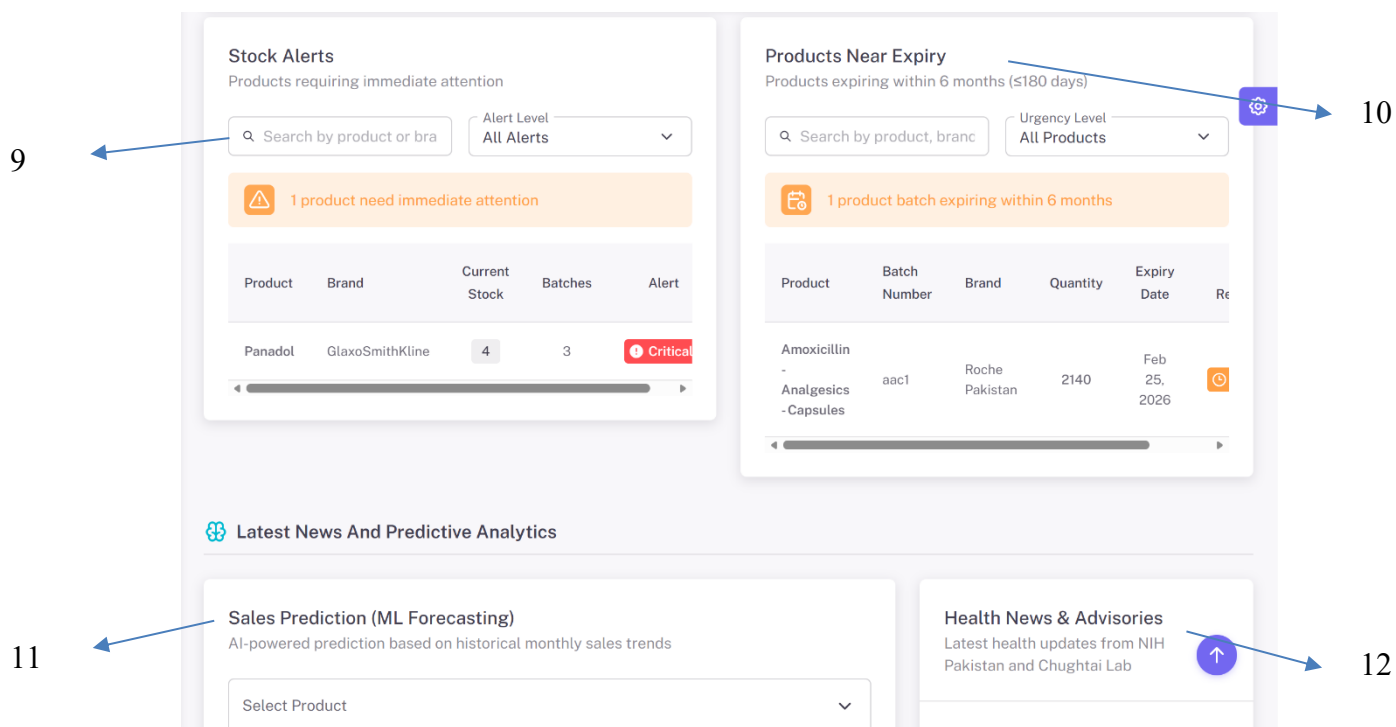 9
10
11
12
Stock Alerts
Products requiring immediate attention
Search by product or bra
Alert Level
All Alerts
1 product need immediate attention
Product Brand Current Stock Batches Alert
Panadol GlaxoSmithKline 4 3 Critical
Products Near Expiry
Products expiring within 6 months (≤180 days)
Search by product, branc
Urgency Level
All Products
1 product batch expiring within 6 months
Product Batch Number Brand Quantity Expiry Date Re
Amoxicillin
-
Analgesics
- Capsules
aac1
Roche
Pakistan
2140
Feb
25,
2026
Latest News And Predictive Analytics
Sales Prediction (ML Forecasting)
AI-powered prediction based on historical monthly sales trends
Select Product
Health News & Advisories
Latest health updates from NIH
Pakistan and Chughtai Lab